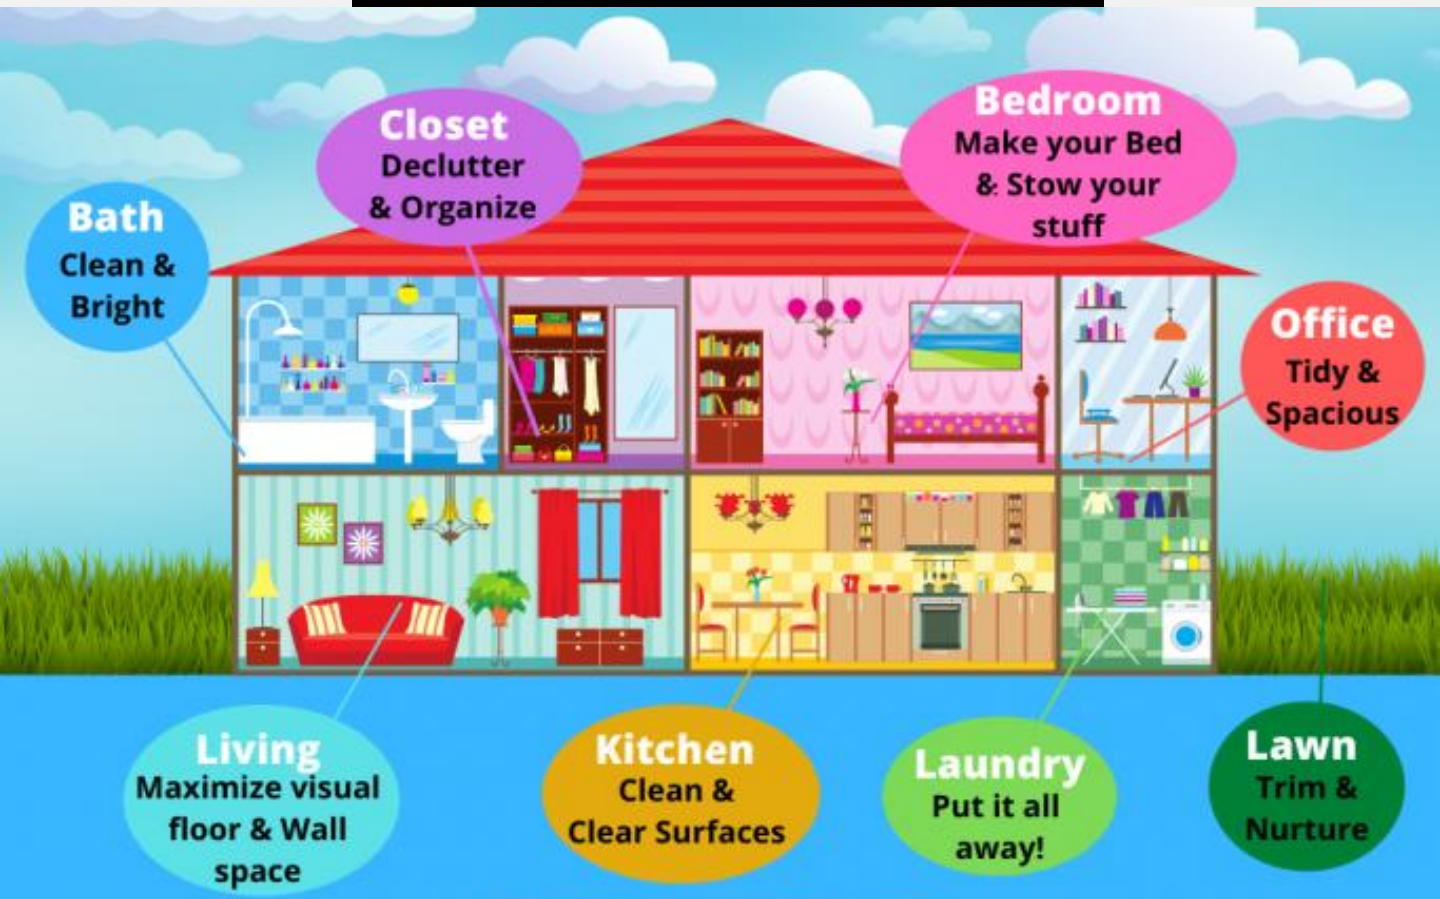 Closet
Declutter
& Organize
Bedroom
Make your Bed
& Stow your
stuff
Bath
Clean &
Bright
Office
Tidy &
Spacious
Living
Maximize visual
floor & Wall
space
Kitchen
Clean &
Clear Surfaces
Laundry
Put it all
away!
Lawn
Trim &
Nurture